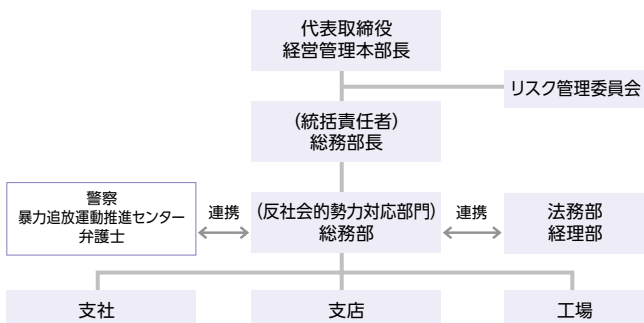 代表取締役
経営管理本部長
リスク管理委員会
(統括責任者)
総務部長
警察
暴力追放運動推進センター
弁護士
連携
(反社会的勢力対応部門)
総務部
連携
法務部
経理部
支社
支店
工場